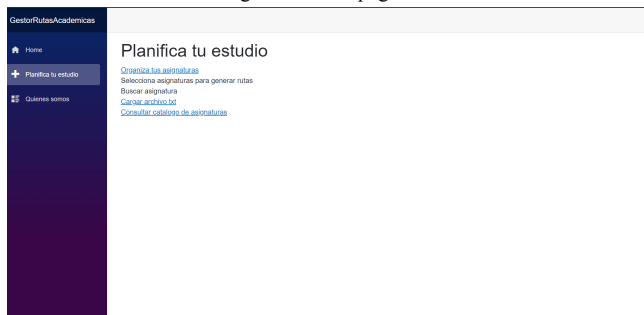 GestorRutasAcademicas
Home
Planifica tu estudio
Quienes somos
Planifica tu estudio
Organiza tus asignaturas
Selecciona asignaturas para generar rutas
Buscar asignatura
Cargar archivo txt
Consultar catalogo de asignaturas